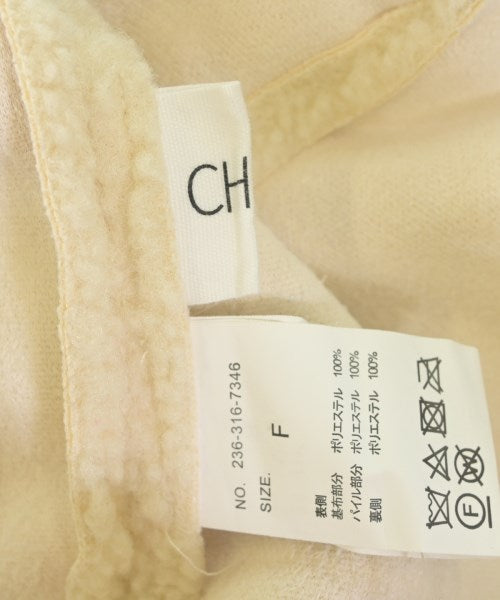 CH
NO. 236-316-7346
SIZE. F
表側
基布部分 ポリエステル 100%
パイル部分 ポリエステル 100%
裏側 ポリエステル 100%
F
W